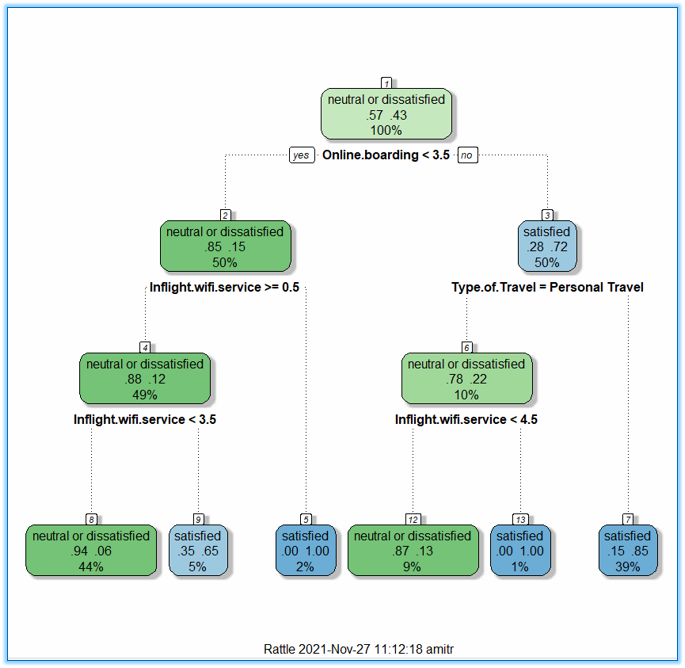 1
neutral or dissatisfied
.57 .43
100%
yes Online.boarding < 3.5 no
2
neutral or dissatisfied
.85 .15
50%
3
satisfied
.28 .72
50%
Inflight.wifi.service >= 0.5
Type.of.Travel = Personal Travel
4
neutral or dissatisfied
.88 .12
49%
6
neutral or dissatisfied
.78 .22
10%
Inflight.wifi.service < 3.5
Inflight.wifi.service < 4.5
8
neutral or dissatisfied
.94 .06
44%
9
satisfied
.35 .65
5%
5
satisfied
.00 1.00
2%
12
neutral or dissatisfied
.87 .13
9%
13
satisfied
.00 1.00
1%
7
satisfied
.15 .85
39%
Rattle 2021-Nov-27 11:12:18 amitr